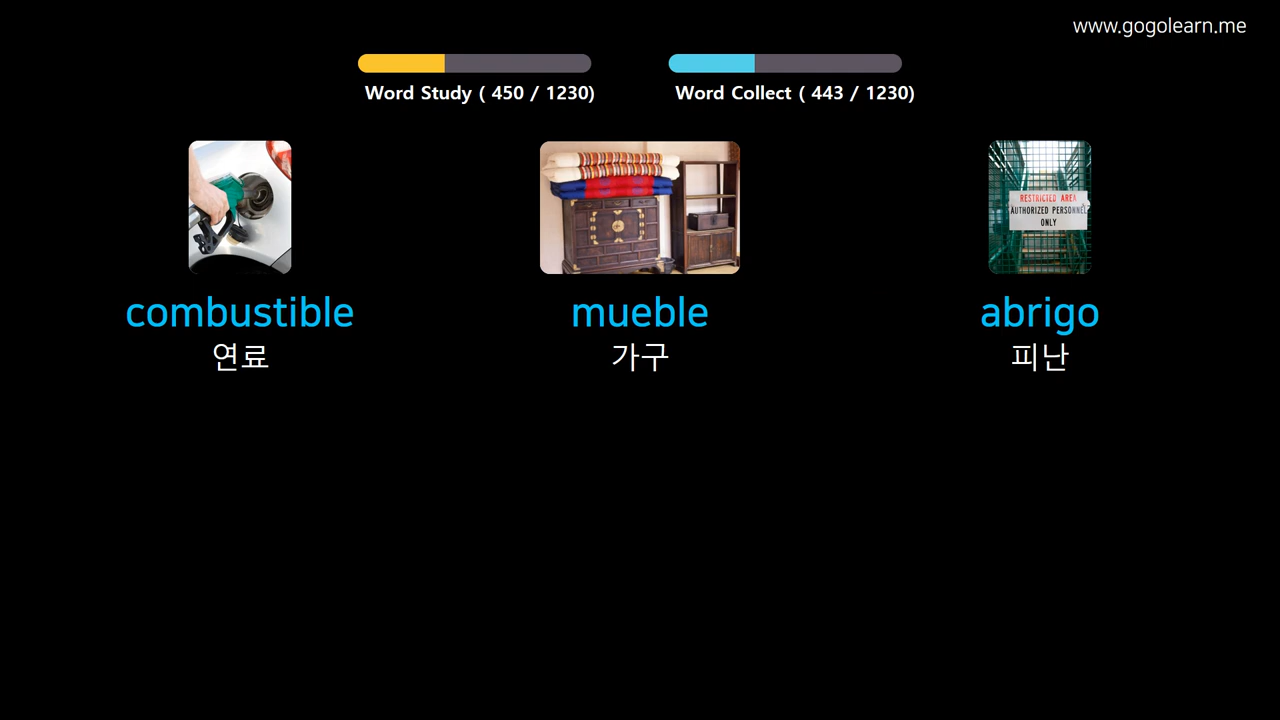 www.gogolearn.me
Word Study ( 450 / 1230)
Word Collect ( 443 / 1230)
RESTRICTED AREA
AUTHORIZED PERSONNEL
ONLY
combustible
mueble
abrigo
연료
가구
피난